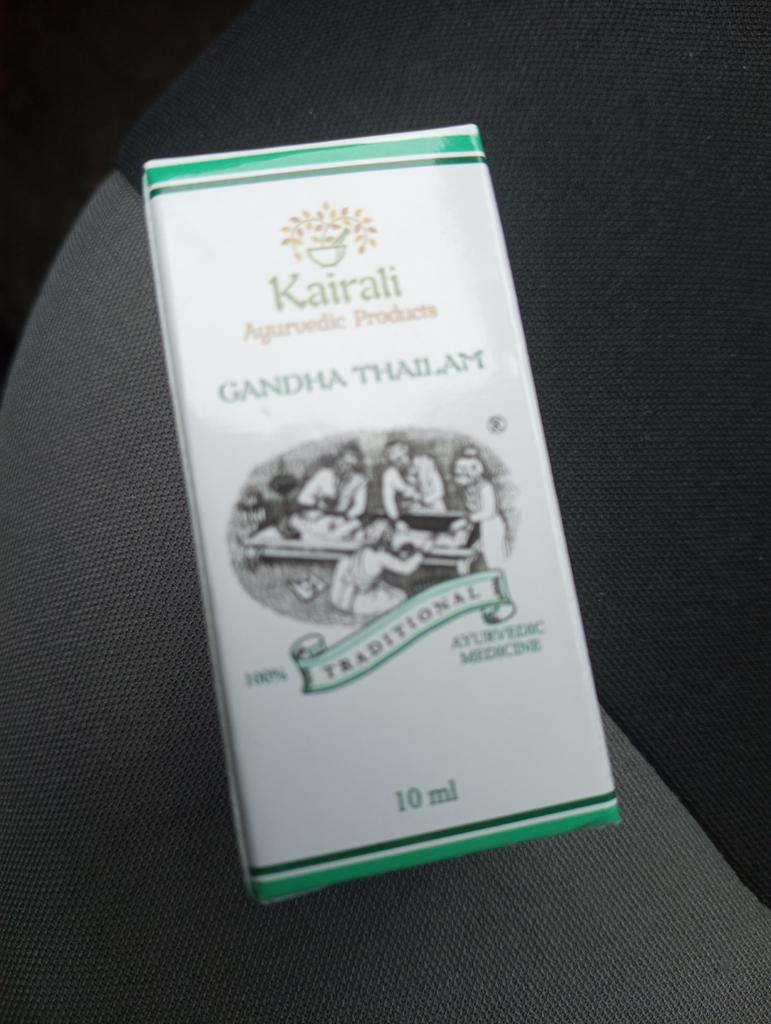 Kairali
Ayurvedic Products
GANDHA THAILAM
®
100% TRADITIONAL AYURVEDIC
MEDICINE
10 ml